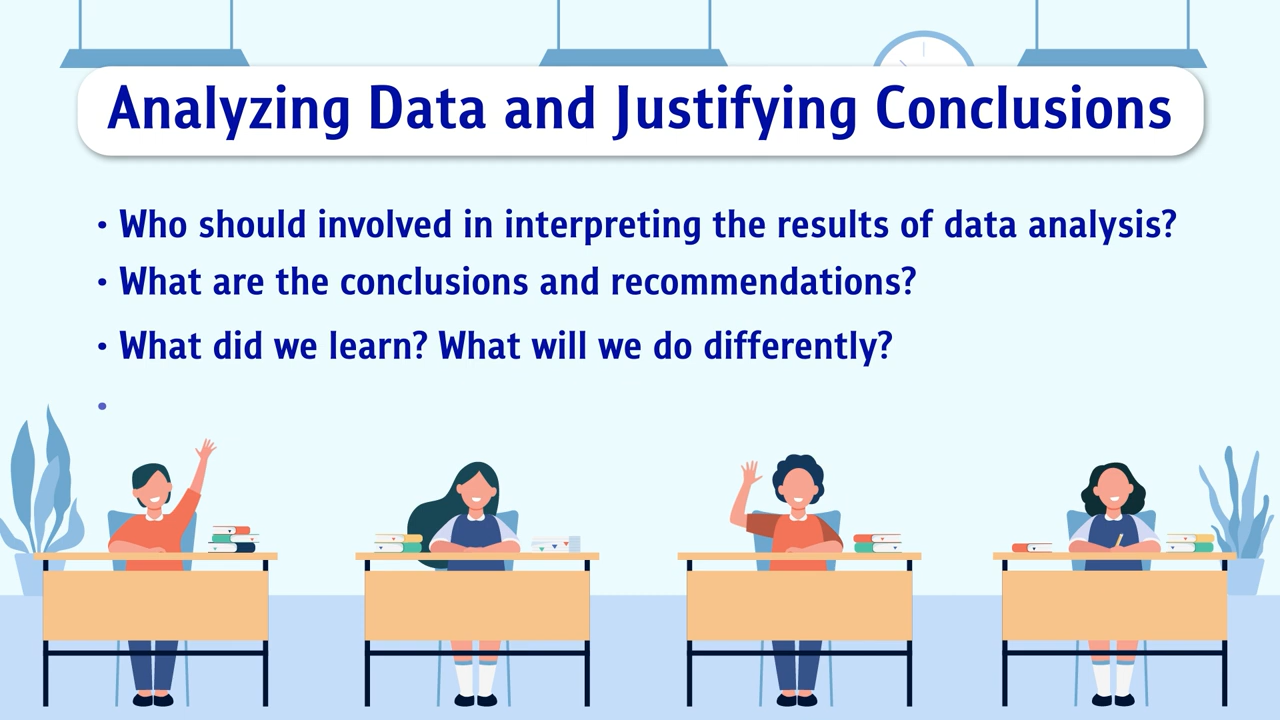 Analyzing Data and Justifying Conclusions
• Who should involved in interpreting the results of data analysis?
• What are the conclusions and recommendations?
• What did we learn? What will we do differently?
•